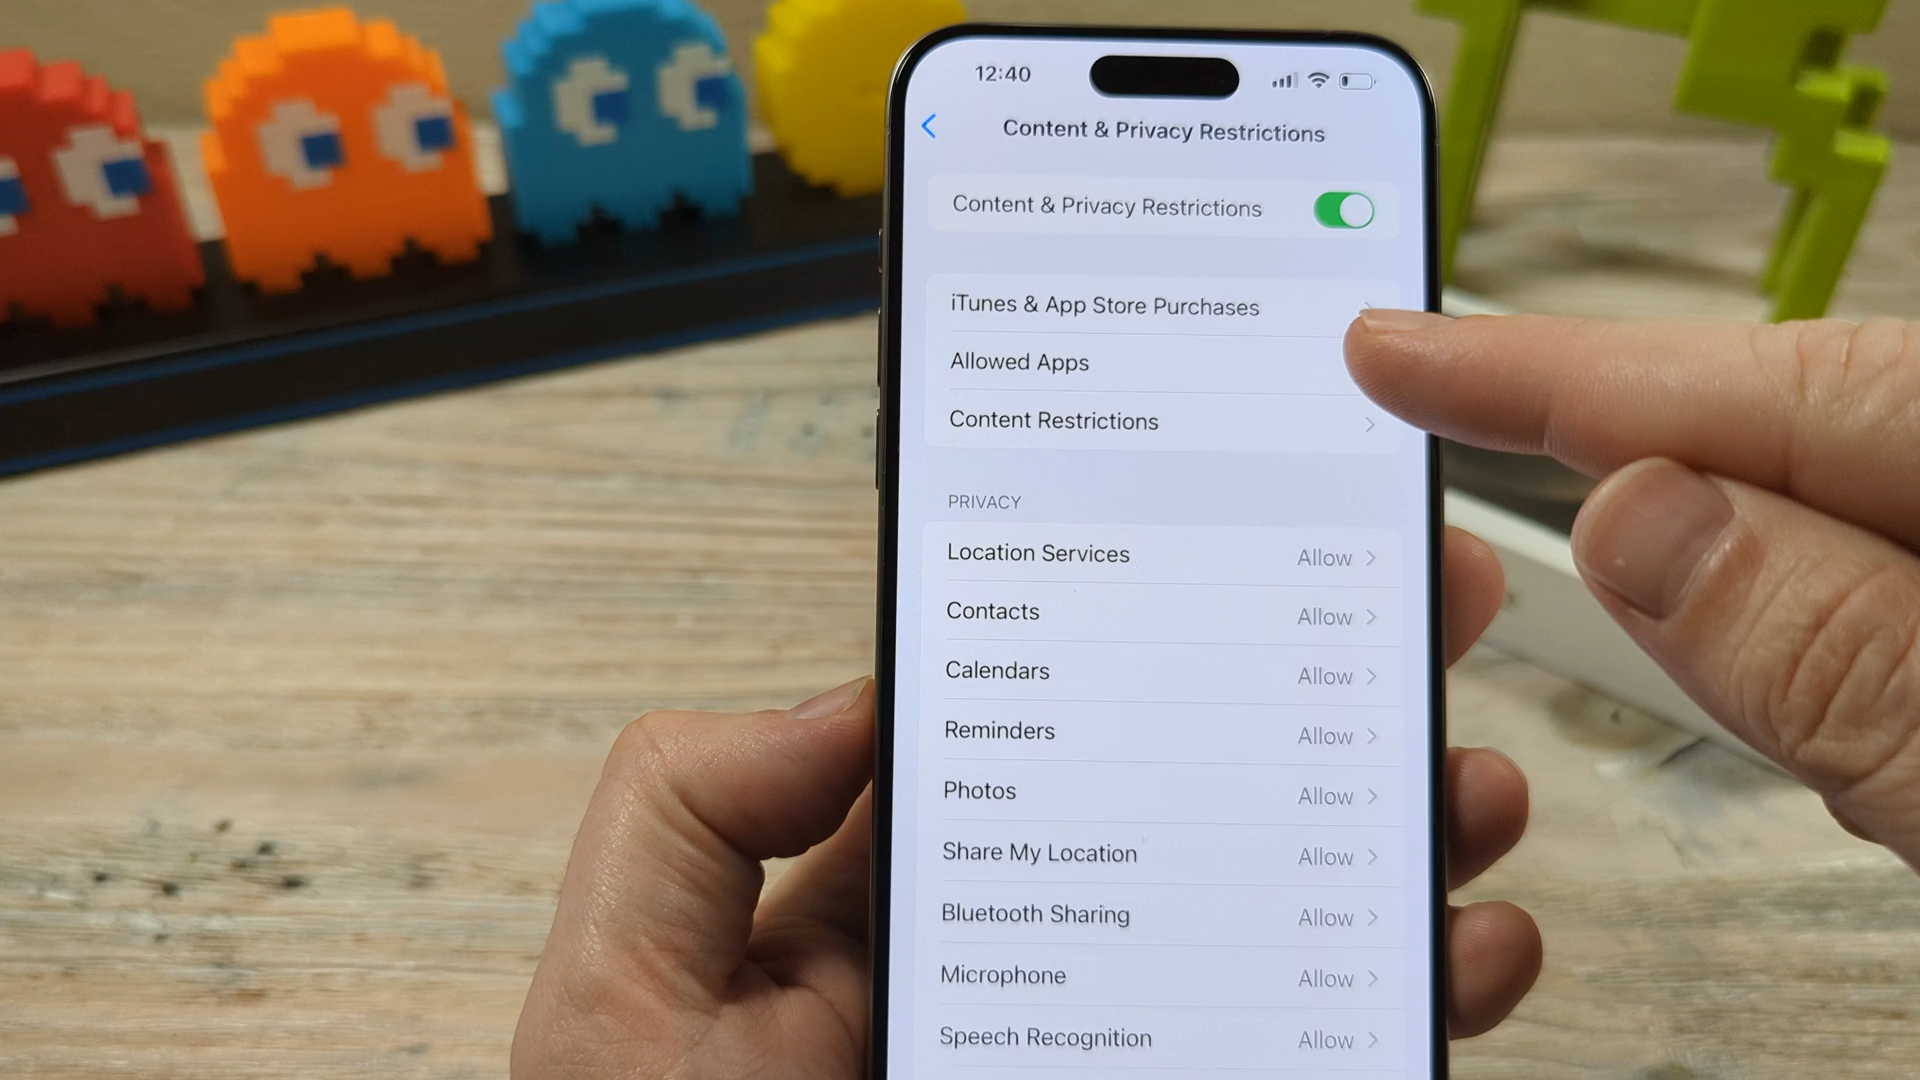 12:40
Content & Privacy Restrictions
Content & Privacy Restrictions
iTunes & App Store Purchases
Allowed Apps
Content Restrictions
PRIVACY
Location Services Allow
Contacts Allow
Calendars Allow
Reminders Allow
Photos Allow
Share My Location Allow
Bluetooth Sharing Allow
Microphone Allow
Speech Recognition Allow